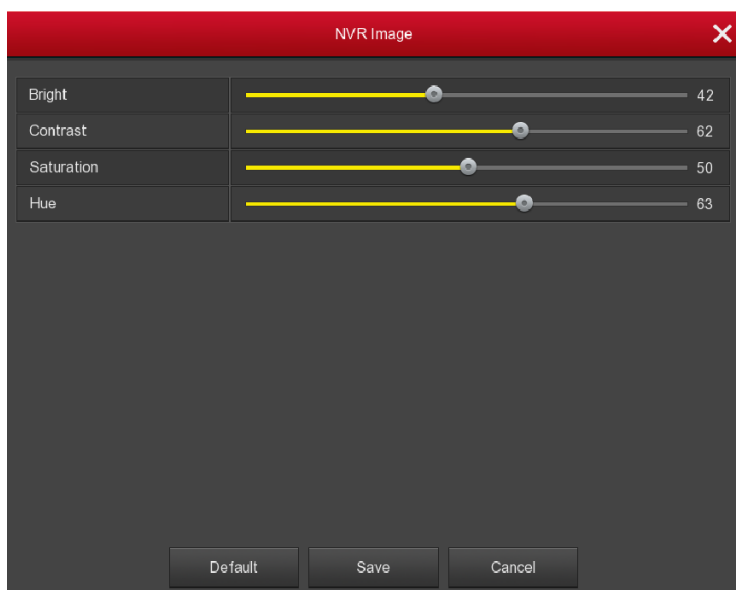 NVR Image
Bright 42
Contrast 62
Saturation 50
Hue 63
Default Save Cancel